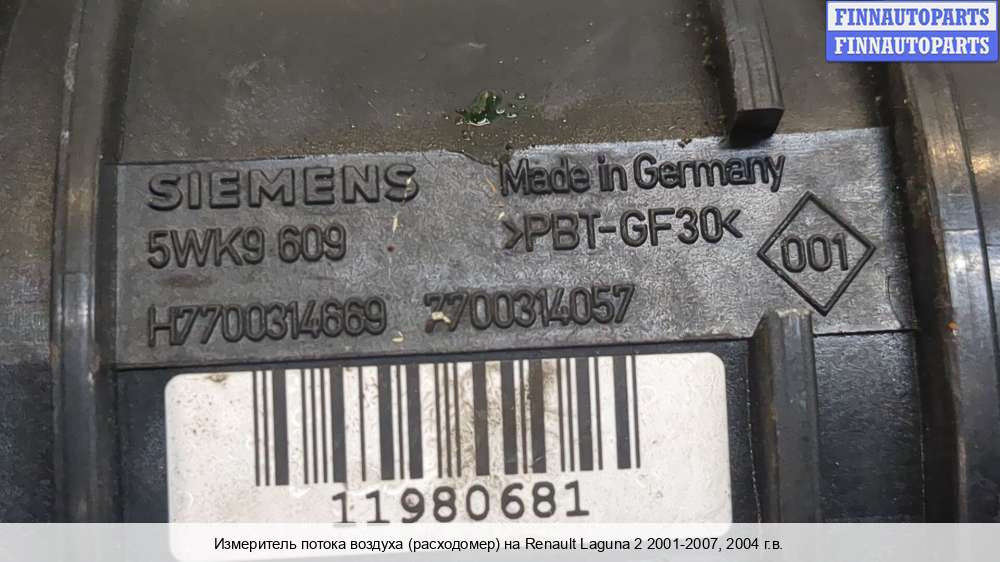 FINNAUTOPARTS
FINNAUTOPARTS
SIEMENS Made in Germany
5WK9 609 >PBT-GF30< 001
H7700314669 7700314057
11980681
Измеритель потока воздуха (расходомер) на Renault Laguna 2 2001-2007, 2004 г.в.